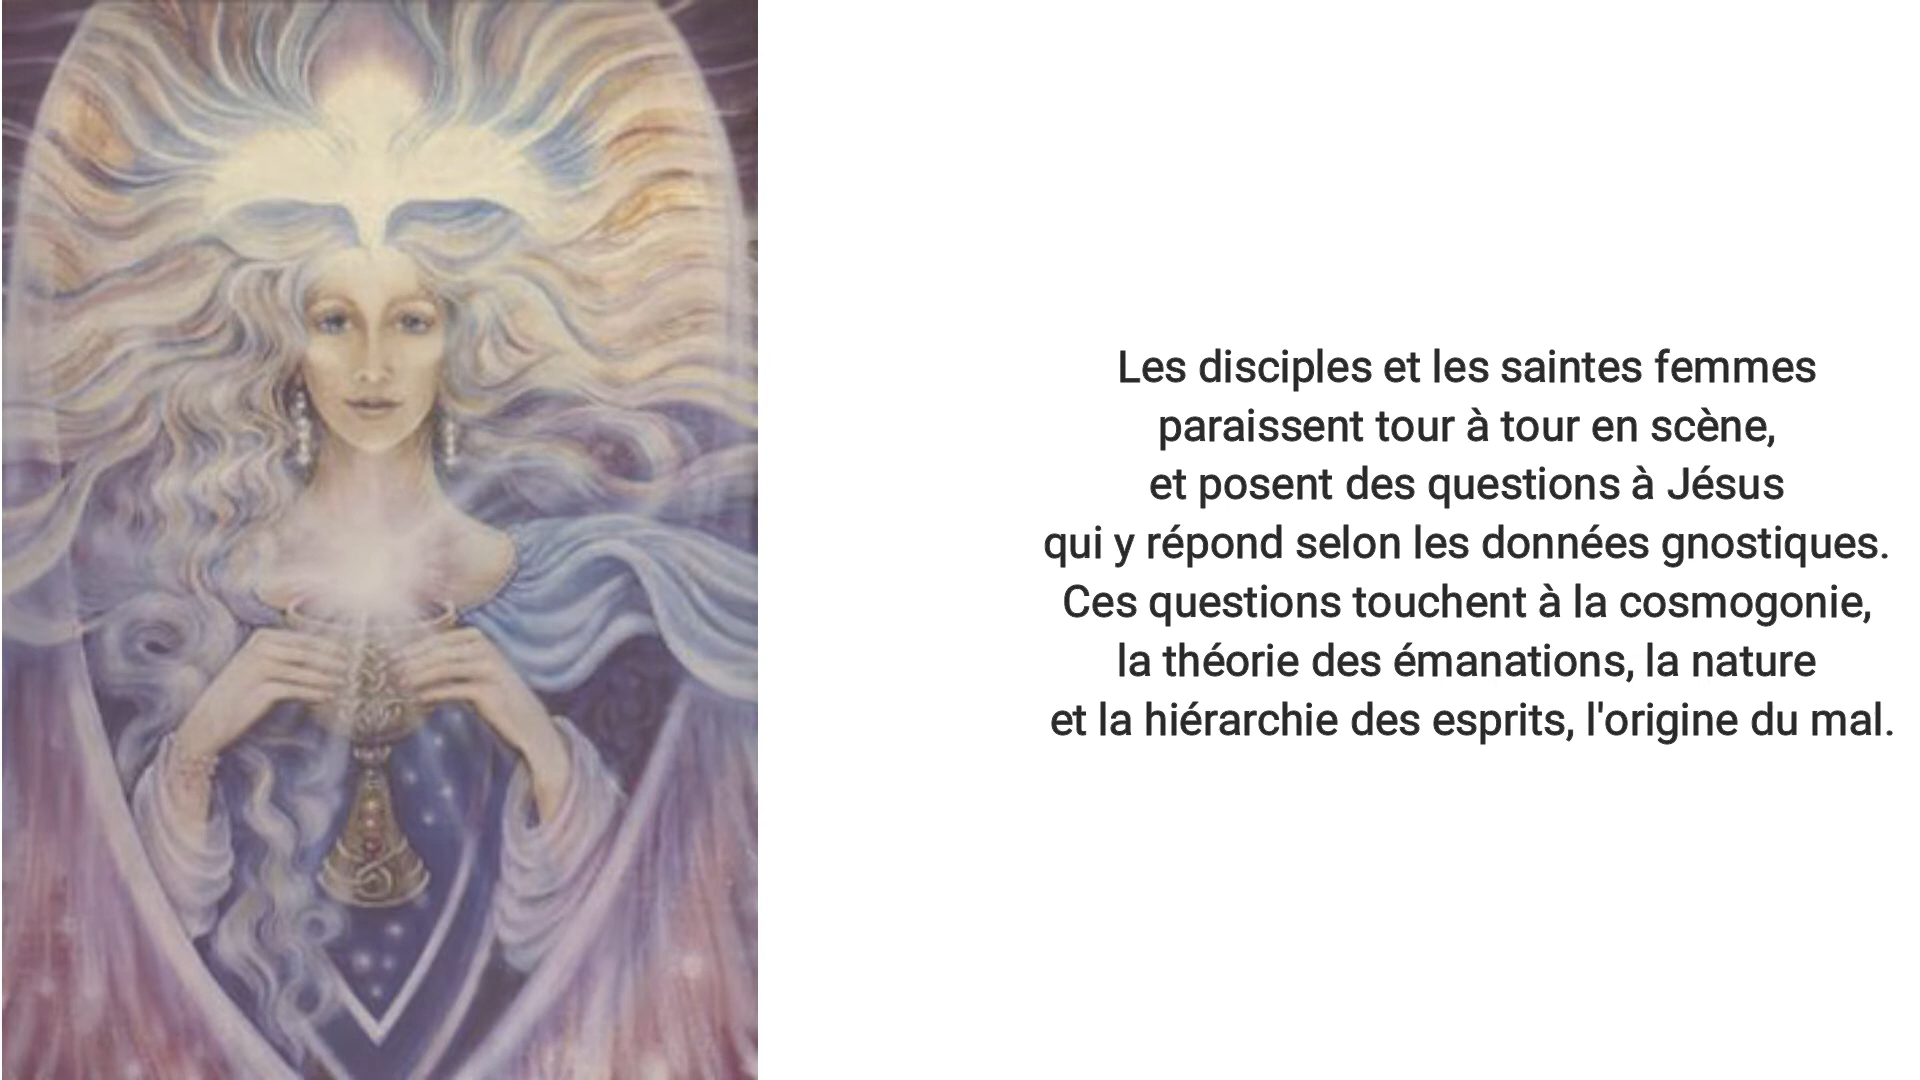 Les disciples et les saintes femmes
paraissent tour à tour en scène,
et posent des questions à Jésus
qui y répond selon les données gnostiques.
Ces questions touchent à la cosmogonie,
la théorie des émanations, la nature
et la hiérarchie des esprits, l'origine du mal.